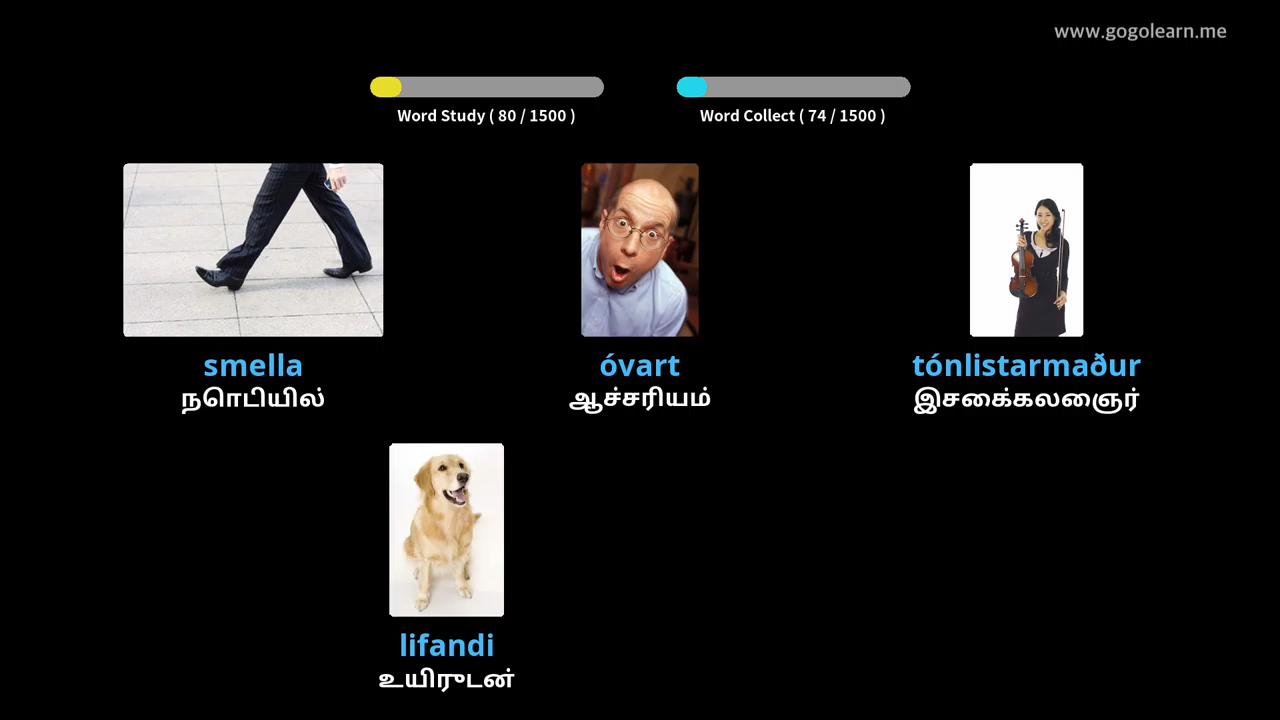 www.gogolearn.me
Word Study ( 80 / 1500 )
Word Collect ( 74 / 1500 )
smella
நொபியில்
óvart
ஆச்சரியம்
tónlistarmaður
இசைக்கலைஞர்
lifandi
உயிருடன்